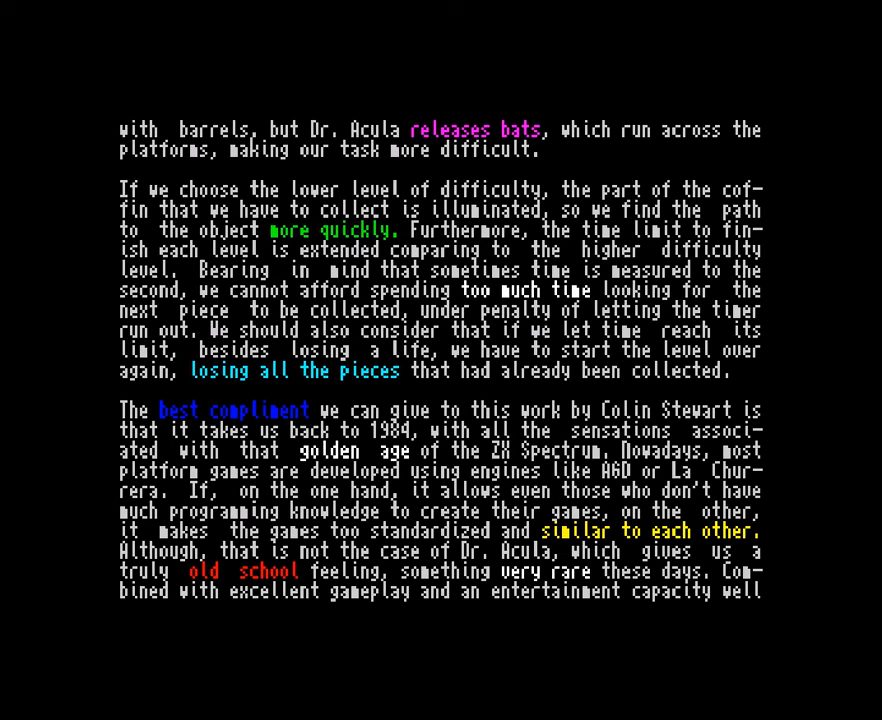 with barrels, but Dr. Acula releases bats, which run across the
platforms, making our task more difficult.
If we choose the lower level of difficulty, the part of the cof-
fin that we have to collect is illuminated, so we find the path
to the object more quickly. Furthermore, the time limit to fin-
ish each level is extended comparing to the higher difficulty
level. Bearing in mind that sometimes time is measured to the
second, we cannot afford spending too much time looking for the
next piece to be collected, under penalty of letting the timer
run out. We should also consider that if we let time reach its
limit, besides losing a life, we have to start the level over
again, losing all the pieces that had already been collected.
The best compliment we can give to this work by Colin Stewart is
that it takes us back to 1984, with all the sensations associ-
ated with that golden age of the ZX Spectrum. Nowadays, most
platform games are developed using engines like AGD or La Chur-
rera. If, on the one hand, it allows even those who don't have
much programming knowledge to create their games, on the other,
it makes the games too standardized and similar to each other.
Although, that is not the case of Dr. Acula, which gives us a
truly old school feeling, something very rare these days. Com-
bined with excellent gameplay and an entertainment capacity well